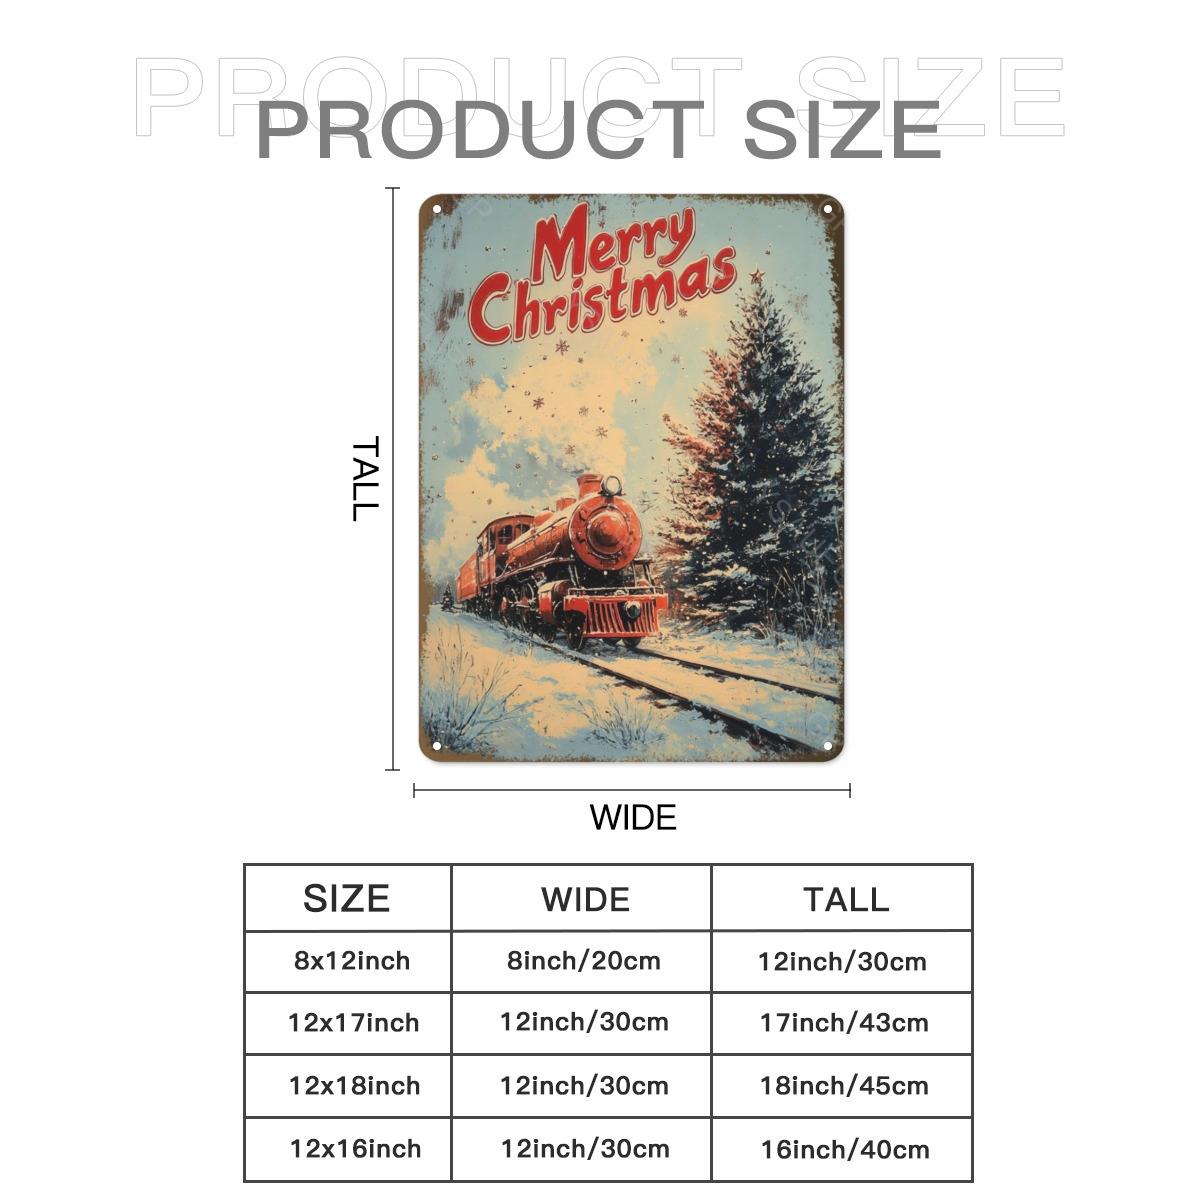 PRODUCT SIZE
PRODUCT SIZE
Merry
Christmas
TALL
WIDE
SIZE WIDE TALL
8x12inch 8inch/20cm 12inch/30cm
12x17inch 12inch/30cm 17inch/43cm
12x18inch 12inch/30cm 18inch/45cm
12x16inch 12inch/30cm 16inch/40cm